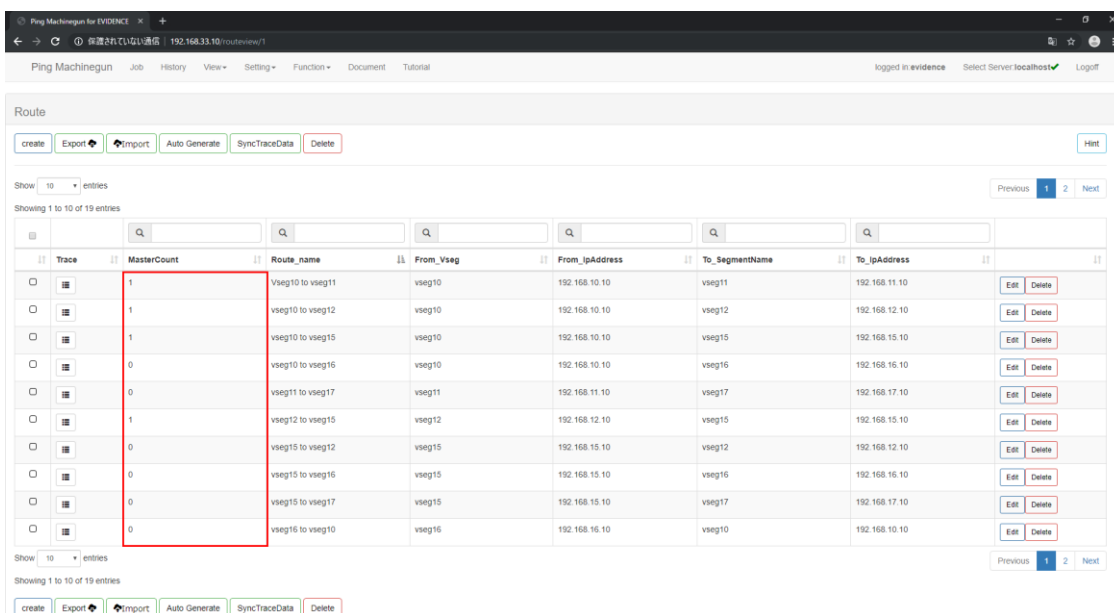 Ping Machinegun for EVIDENCE × +
保護されていない通信 | 192.168.33.10/routeview/1
Ping Machinegun Job History View Setting Function Document Tutorial logged in:evidence Select Server:localhost Logoff
Route
create Export Import Auto Generate SyncTraceData Delete Hint
Show 10 entries Previous 1 2 Next
Showing 1 to 10 of 19 entries
Trace MasterCount Route_name From_Vseg From_IpAddress To_SegmentName To_IpAddress
1 Vseg10 to vseg11 vseg10 192.168.10.10 vseg11 192.168.11.10 Edit Delete
1 vseg10 to vseg12 vseg10 192.168.10.10 vseg12 192.168.12.10 Edit Delete
1 vseg10 to vseg15 vseg10 192.168.10.10 vseg15 192.168.15.10 Edit Delete
0 vseg10 to vseg16 vseg10 192.168.10.10 vseg16 192.168.16.10 Edit Delete
0 vseg11 to vseg17 vseg11 192.168.11.10 vseg17 192.168.17.10 Edit Delete
1 vseg12 to vseg15 vseg12 192.168.12.10 vseg15 192.168.15.10 Edit Delete
0 vseg15 to vseg12 vseg15 192.168.15.10 vseg12 192.168.12.10 Edit Delete
0 vseg15 to vseg16 vseg15 192.168.15.10 vseg16 192.168.16.10 Edit Delete
0 vseg15 to vseg17 vseg15 192.168.15.10 vseg17 192.168.17.10 Edit Delete
0 vseg16 to vseg10 vseg16 192.168.16.10 vseg10 192.168.10.10 Edit Delete
Show 10 entries Previous 1 2 Next
Showing 1 to 10 of 19 entries
create Export Import Auto Generate SyncTraceData Delete